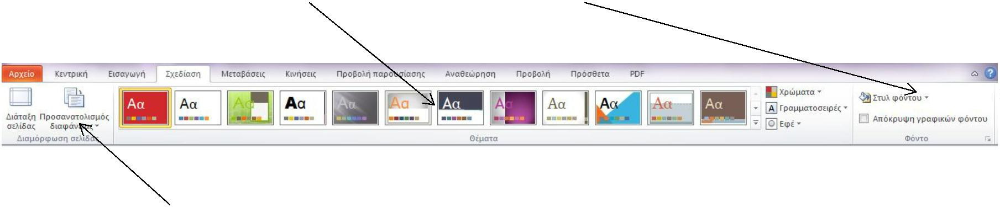 Αρχείο Κεντρική Εισαγωγή Σχεδίαση Μεταβάσεις Κινήσεις Προβολή παρουσίασης Αναθεώρηση Προβολή Πρόσθετα PDF
Διάταξη σελίδας
Προσανατολισμός διαφάνειας
Διαμόρφωση σελίδας
Αα Αα Αα Αα Αα Αα Αα Αα Αα Αα Αα Αα
Θέματα
Χρώματα
Γραμματοσειρές
Εφέ
Στυλ φόντου
Απόκρυψη γραφικών φόντου
Φόντο